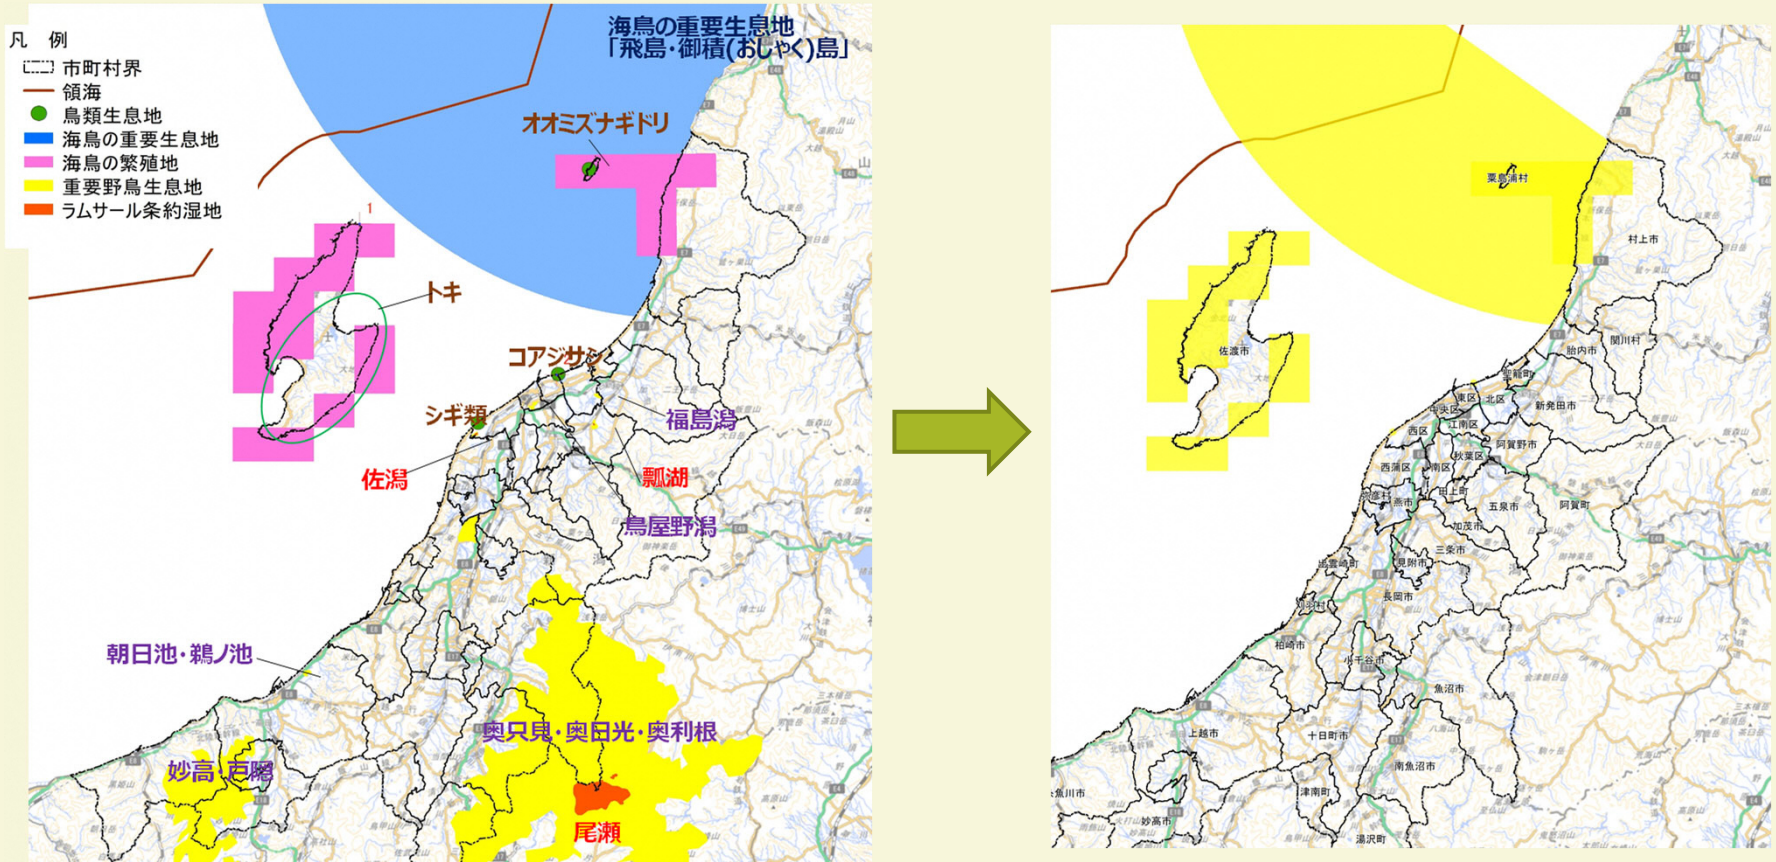 凡 例
市町村界
領海
鳥類生息地
海鳥の重要生息地
海鳥の繁殖地
重要野鳥生息地
ラムサール条約湿地
海鳥の重要生息地
「飛島・御積(おしゃく)島」
オオミズナギドリ
1
トキ
コアジサシ
シギ類
福島潟
佐潟
瓢湖
鳥屋野潟
朝日池・鵜ノ池
奥只見・奥日光・奥利根
妙高・戸隠
尾瀬
粟島浦村
村上市
佐渡市
関川村
胎内市
聖籠町
新発田市
東区
北区
中央区
江南区
西区
阿賀野市
秋葉区
西蒲区
南区
田上町
弥彦村
燕市
五泉市
阿賀町
加茂市
三条市
見附市
出雲崎町
長岡市
刈羽村
柏崎市
小千谷市
魚沼市
上越市
十日町市
南魚沼市
津南町
糸魚川市
妙高市
湯沢町